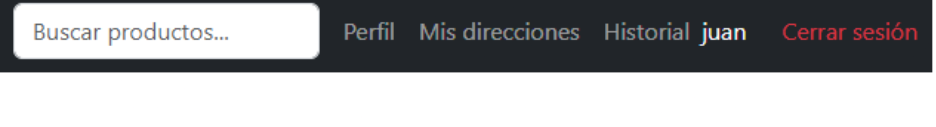 Buscar productos... Perfil Mis direcciones Historial juan Cerrar sesión